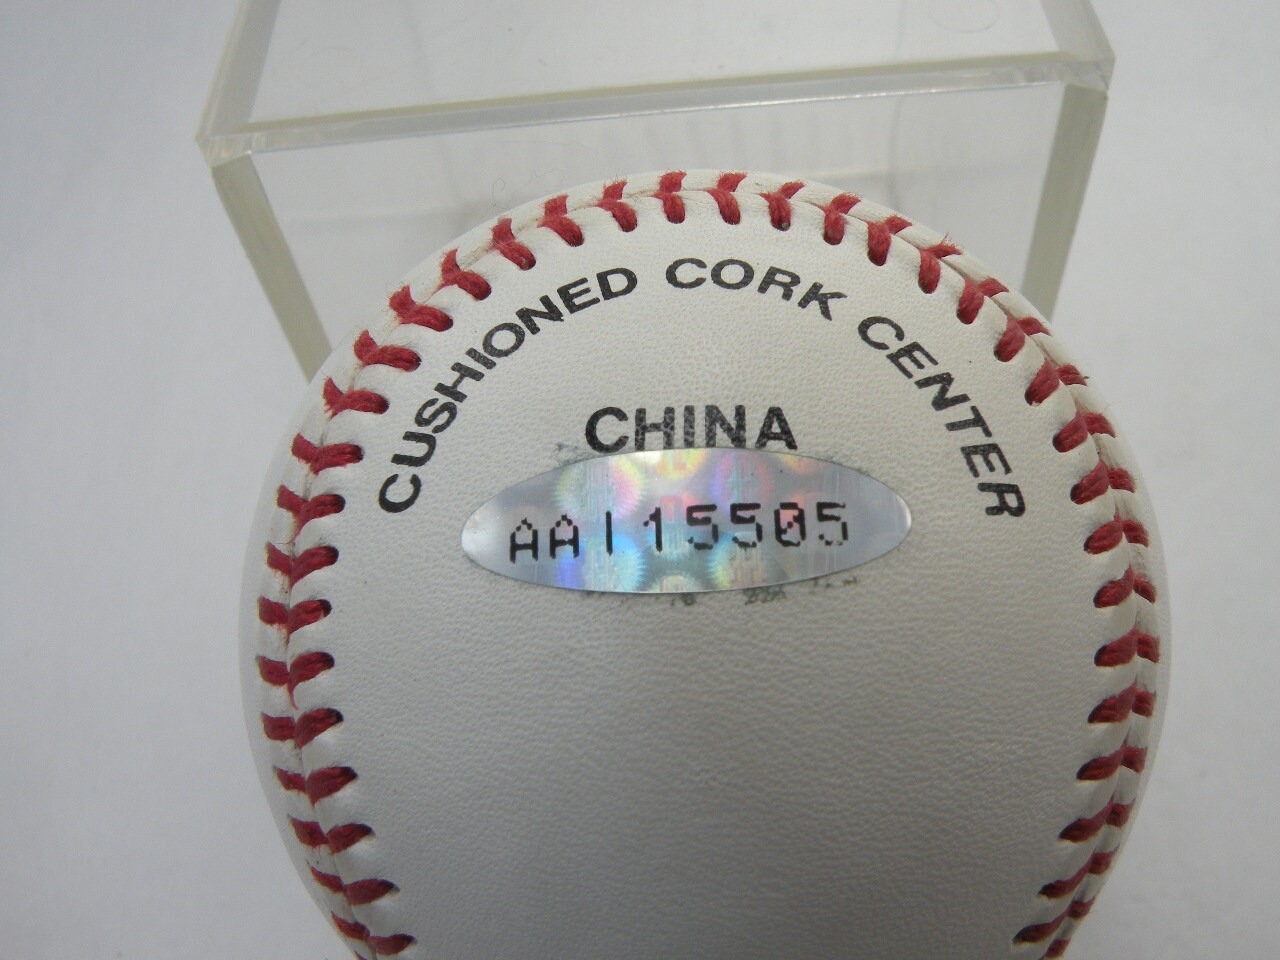 CUSHIONED CORK CENTER
CHINA
AA115505